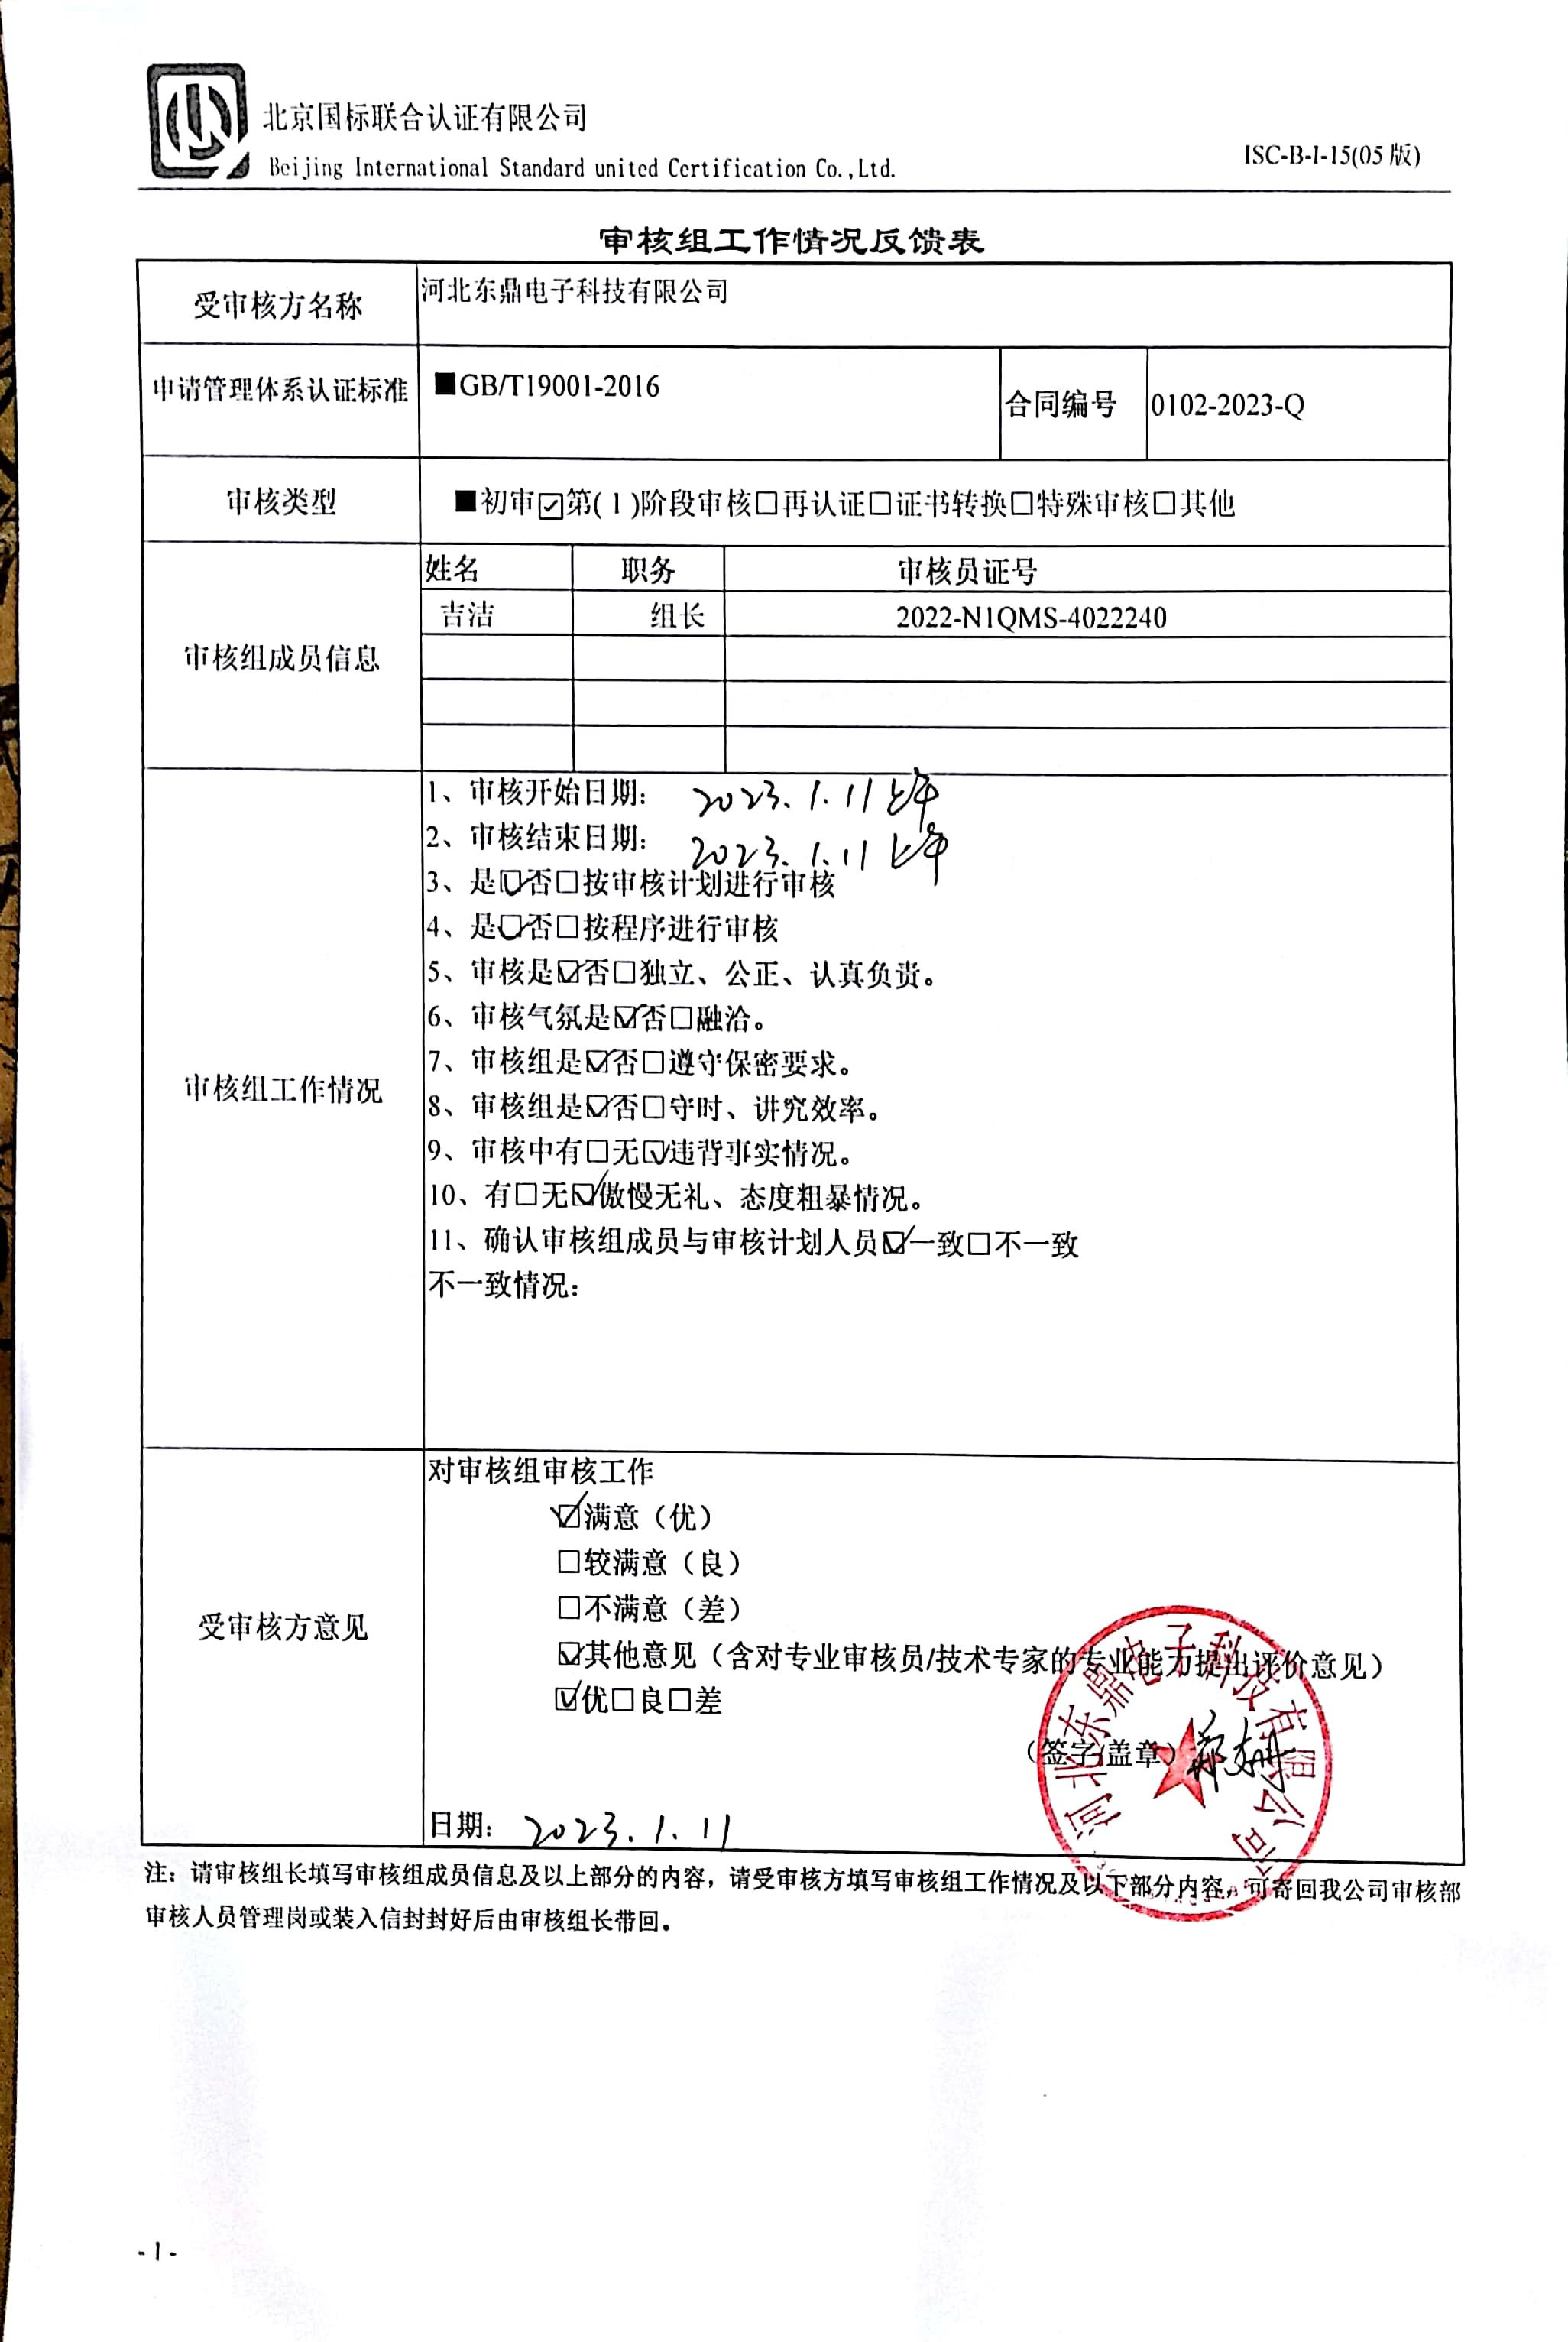 北京国标联合认证有限公司
Beijing International Standard united Certification Co.,Ltd.
ISC-B-I-15(05 版)
审核组工作情况反馈表
受审核方名称 河北东鼎电子科技有限公司
申请管理体系认证标准 ■GB/T19001-2016 合同编号 0102-2023-Q
审核类型 ■初审☑第(1)阶段审核□再认证□证书转换□特殊审核□其他
审核组成员信息
姓名 职务 审核员证号
吉洁 组长 2022-N1QMS-4022240
审核组工作情况
1、审核开始日期: 2023.1.11上午
2、审核结束日期: 2023.1.11上午
3、是☑否□按审核计划进行审核
4、是☑否□按程序进行审核
5、审核是☑否□独立、公正、认真负责。
6、审核气氛是☑否□融洽。
7、审核组是☑否□遵守保密要求。
8、审核组是☑否□守时、讲究效率。
9、审核中有□无☑违背事实情况。
10、有□无☑傲慢无礼、态度粗暴情况。
11、确认审核组成员与审核计划人员☑一致□不一致
不一致情况:
受审核方意见
对审核组审核工作
☑满意（优）
□较满意（良）
□不满意（差）
☑其他意见（含对专业审核员/技术专家的专业能力提出评价意见）
☑优□良□差
（签字/盖章）
河北东鼎电子科技有限公司
日期: 2023.1.11
注：请审核组长填写审核组成员信息及以上部分的内容，请受审核方填写审核组工作情况及以下部分内容，可寄回我公司审核部
审核人员管理岗或装入信封封好后由审核组长带回。
-1-